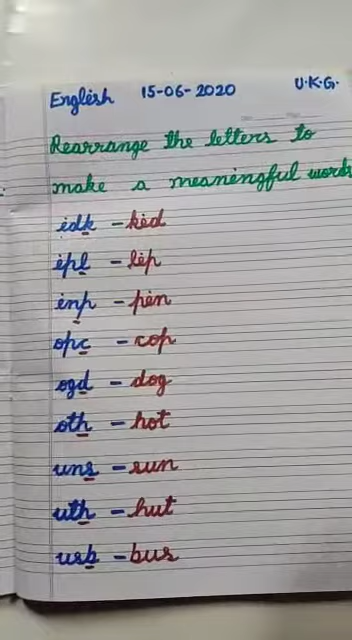 English 15-06-2020 U.K.G.
Rearrange the letters to
make a meaningful words
idk - kid
ipl - lip
inp - pin
opc - cop
ogd - dog
oth - hot
uns - sun
uth - hut
usb - bus